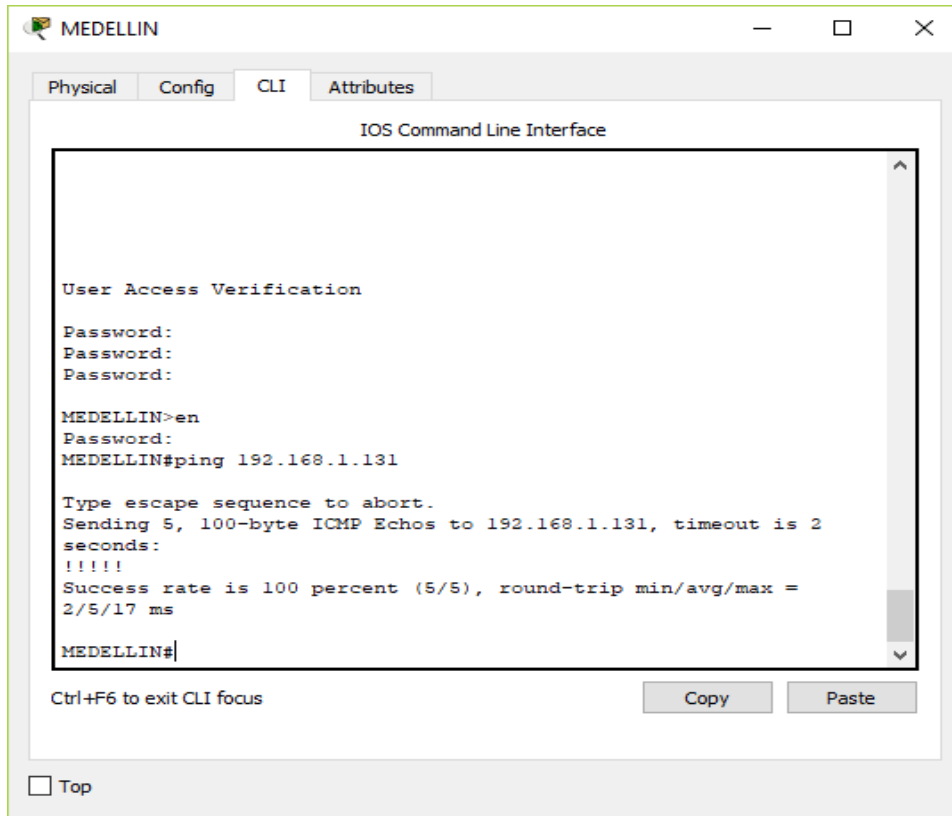 MEDELLIN
Physical Config CLI Attributes
IOS Command Line Interface
User Access Verification
Password:
Password:
Password:
MEDELLIN>en
Password:
MEDELLIN#ping 192.168.1.131
Type escape sequence to abort.
Sending 5, 100-byte ICMP Echos to 192.168.1.131, timeout is 2
seconds:
!!!!!
Success rate is 100 percent (5/5), round-trip min/avg/max =
2/5/17 ms
MEDELLIN#
Ctrl+F6 to exit CLI focus
Copy Paste
Top